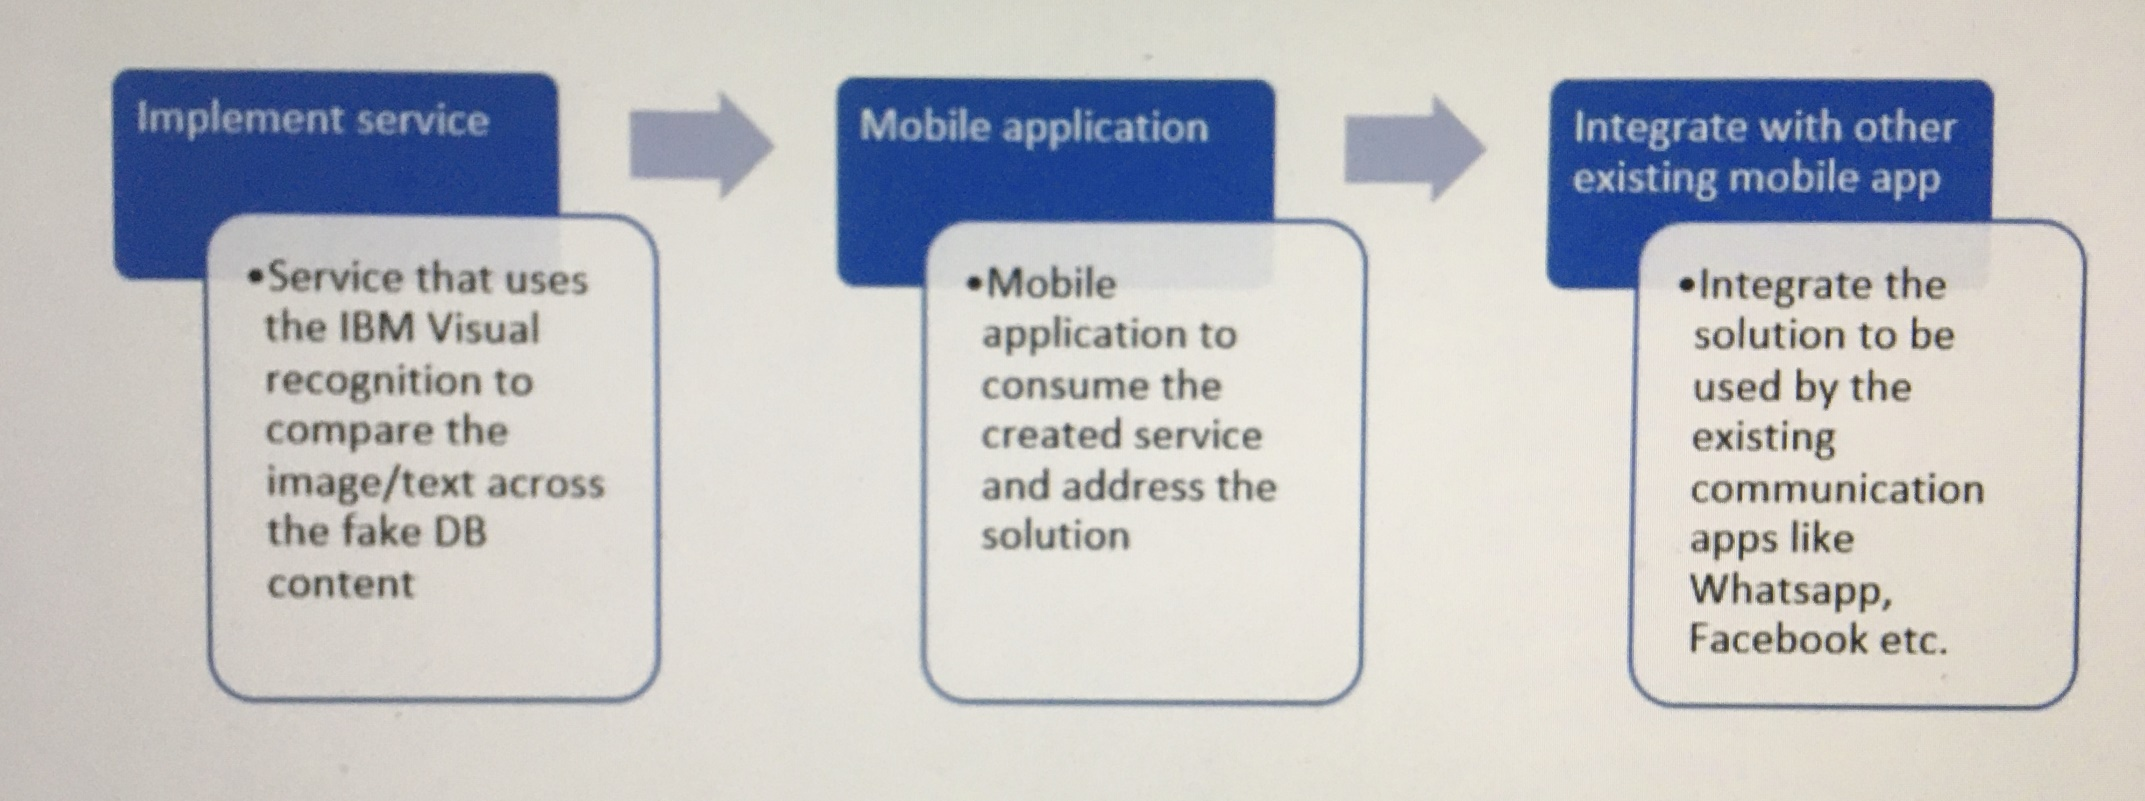 Implement service
•Service that uses
the IBM Visual
recognition to
compare the
image/text across
the fake DB
content
Mobile application
•Mobile
application to
consume the
created service
and address the
solution
Integrate with other
existing mobile app
•Integrate the
solution to be
used by the
existing
communication
apps like
Whatsapp,
Facebook etc.